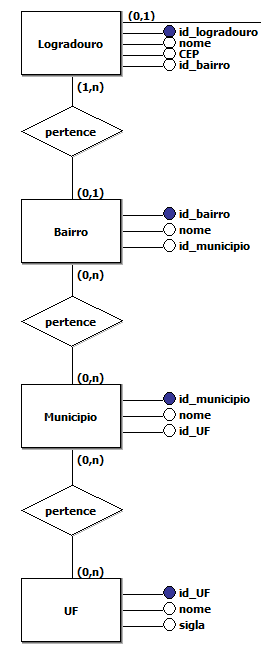 (0,1)
Logradouro
id_logradouro
nome
CEP
id_bairro
(1,n)
pertence
(0,1)
Bairro
id_bairro
nome
id_municipio
(0,n)
pertence
(0,n)
Municipio
id_municipio
nome
id_UF
(0,n)
pertence
(0,n)
UF
id_UF
nome
sigla